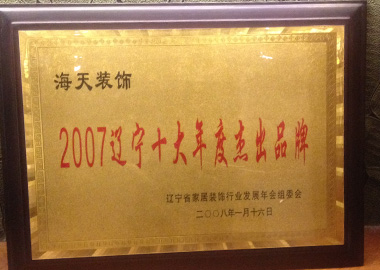 海天装饰
2007辽宁十大年度杰出品牌
辽宁省家居装饰行业发展年会组委会
二〇〇八年一月十六日